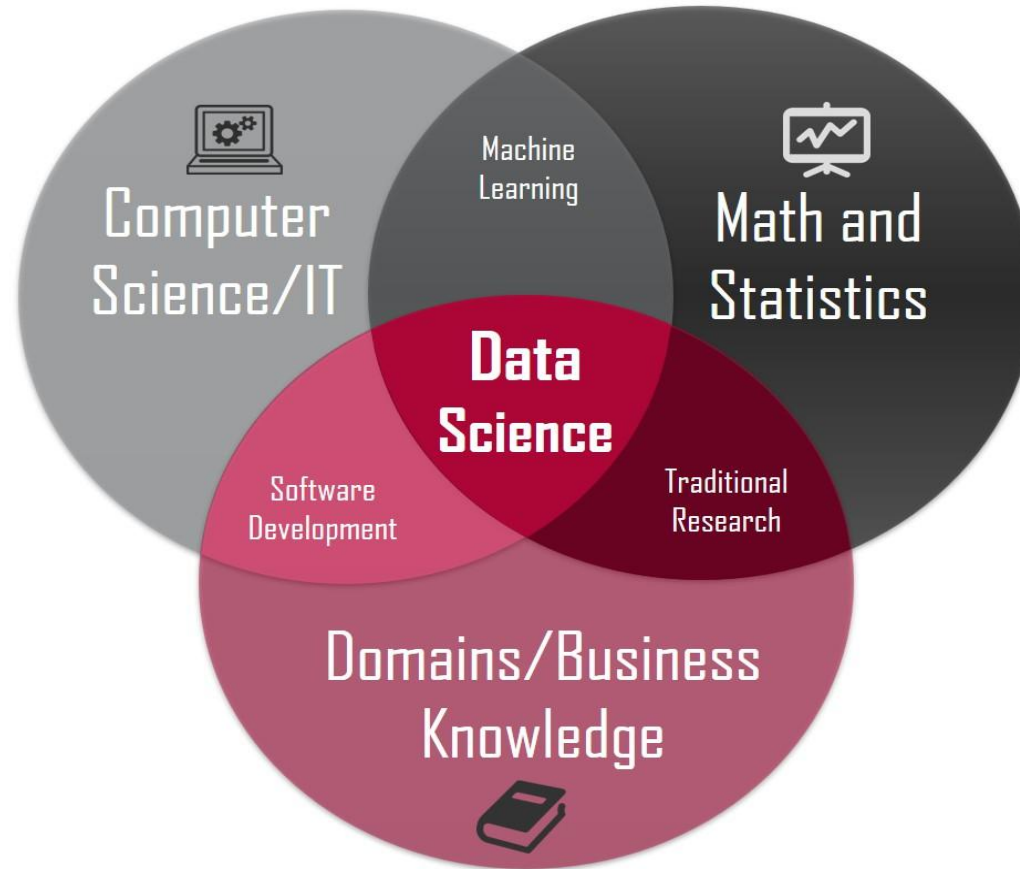 Machine
Learning
Computer
Science/IT
Math and
Statistics
Data
Science
Software
Development
Traditional
Research
Domains/Business
Knowledge